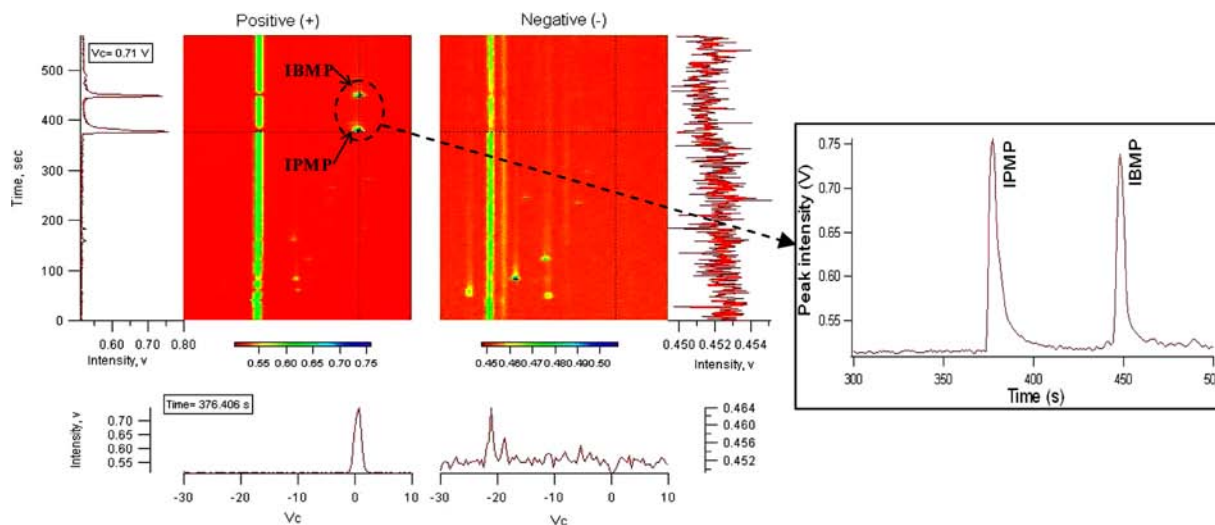 Positive (+)
Negative (-)
Vc= 0.71 V
IBMP
IPMP
Time, sec
500
400
300
200
100
0
0.60 0.70 0.80
Intensity, v
0.55 0.60 0.65 0.70 0.75
0.450 0.460 0.470 0.480 0.490 0.50
0.450 0.452 0.454
Intensity, v
Peak intensity (V)
0.75
0.70
0.65
0.60
0.55
IPMP
IBMP
300 350 400 450 500
Time (s)
Time= 376.406 s
Intensity, v
0.70
0.65
0.60
0.55
-30 -20 -10 0 10
Vc
-30 -20 -10 0 10
Vc
0.464
0.460
0.456
0.452
Intensity, v